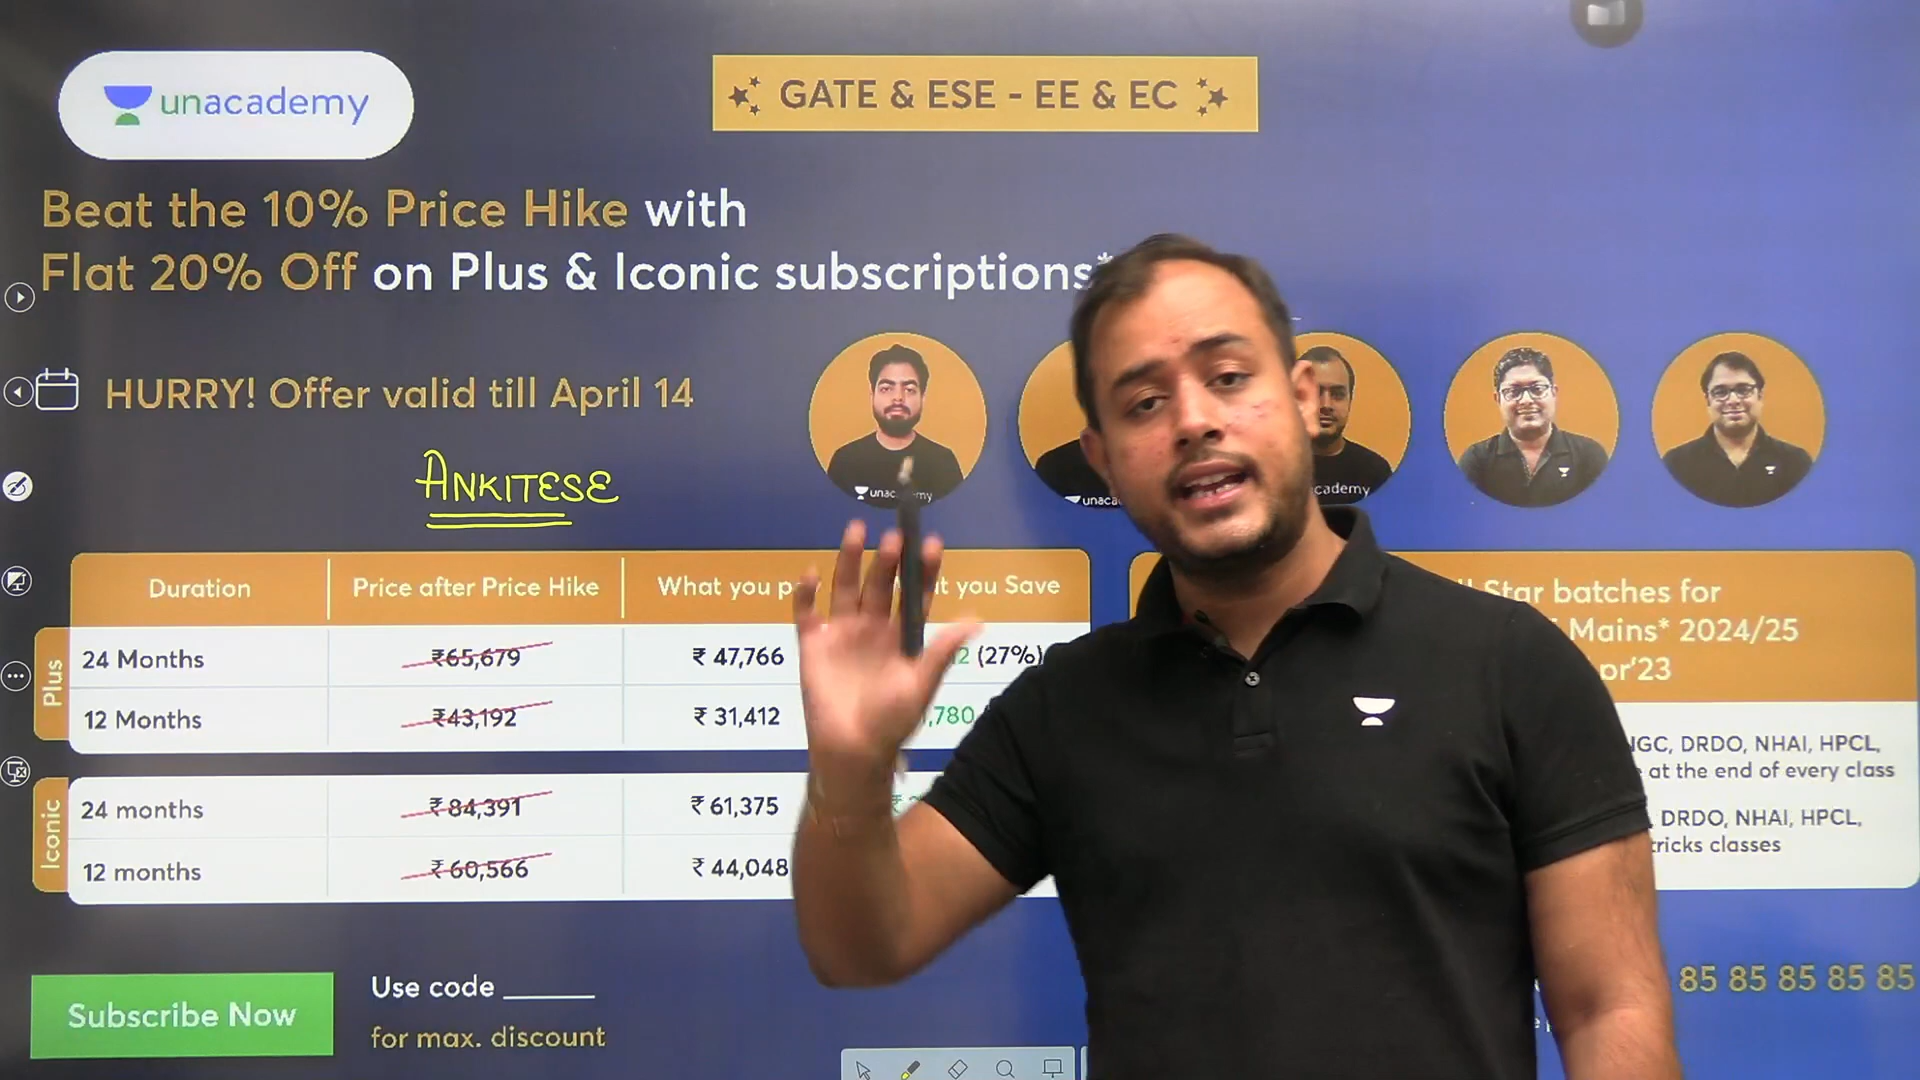 unacademy
GATE & ESE - EE & EC
Beat the 10% Price Hike with
Flat 20% Off on Plus & Iconic subscriptions*
HURRY! Offer valid till April 14
ANKITESE
Duration Price after Price Hike What you you Save
Plus
24 Months ₹65,679 ₹ 47,766 (27%)
12 Months ₹43,192 ₹ 31,412
Iconic
24 months ₹ 84,391 ₹ 61,375
12 months ₹ 60,566 ₹ 44,048
Star batches for
Mains* 2024/25
DRDO, NHAI, HPCL,
at the end of every class
DRDO, NHAI, HPCL,
classes
Subscribe Now
Use code
for max. discount
85 85 85 85 85